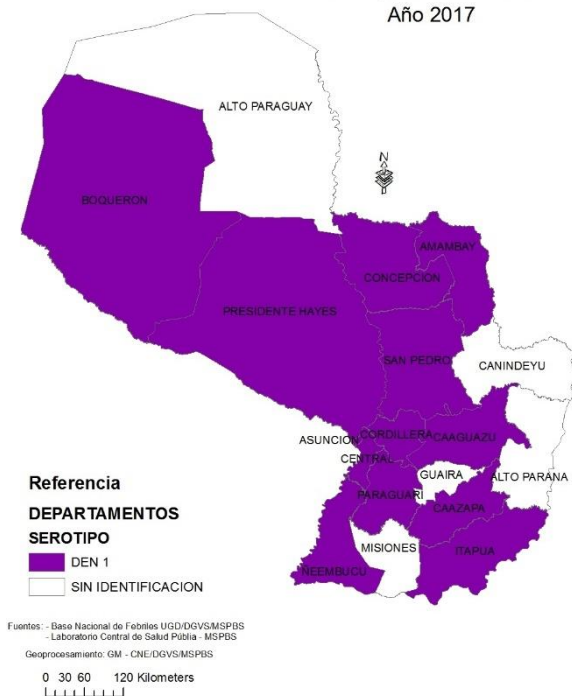 Año 2017
ALTO PARAGUAY
N
BOQUERON
AMAMBAY
CONCEPCION
PRESIDENTE HAYES
SAN PEDRO
CANINDEYU
ASUNCION
CORDILLERA
CAAGUAZU
CENTRAL
GUAIRA
ALTO PARANA
PARAGUARI
CAAZAPA
MISIONES
ITAPUA
ÑEEMBUCU
Referencia
DEPARTAMENTOS
SEROTIPO
DEN 1
SIN IDENTIFICACION
Fuentes: - Base Nacional de Febriles UGD/DGVS/MSPBS
- Laboratorio Central de Salud Públia - MSPBS
Geoprocesamiento: GM - CNE/DGVS/MSPBS
0 30 60 120 Kilometers